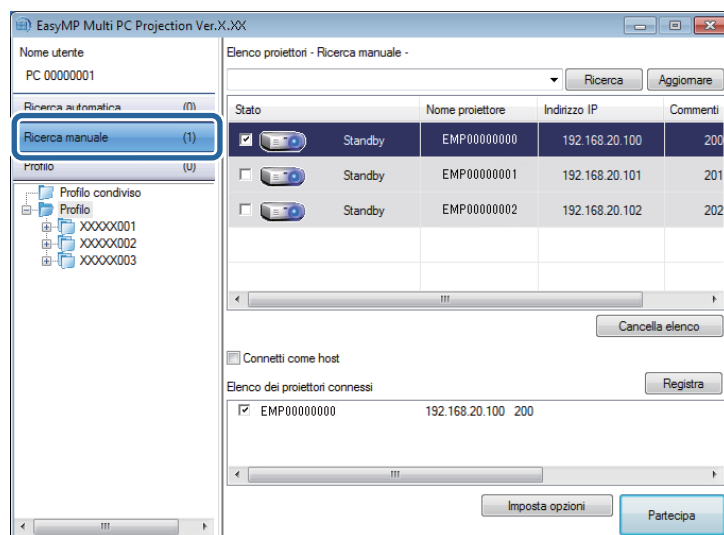 EasyMP Multi PC Projection Ver.X.XX
Nome utente
PC 00000001
Ricerca automatica (0)
Ricerca manuale (1)
Profilo (0)
Profilo condiviso
Profilo
XXXXX001
XXXXX002
XXXXX003
Elenco proiettori - Ricerca manuale -
Ricerca Aggiornare
Stato Nome proiettore Indirizzo IP Commenti
Standby EMP00000000 192.168.20.100 200
Standby EMP00000001 192.168.20.101 201
Standby EMP00000002 192.168.20.102 202
Cancella elenco
Connetti come host
Elenco dei proiettori connessi Registra
EMP00000000 192.168.20.100 200
Imposta opzioni Partecipa